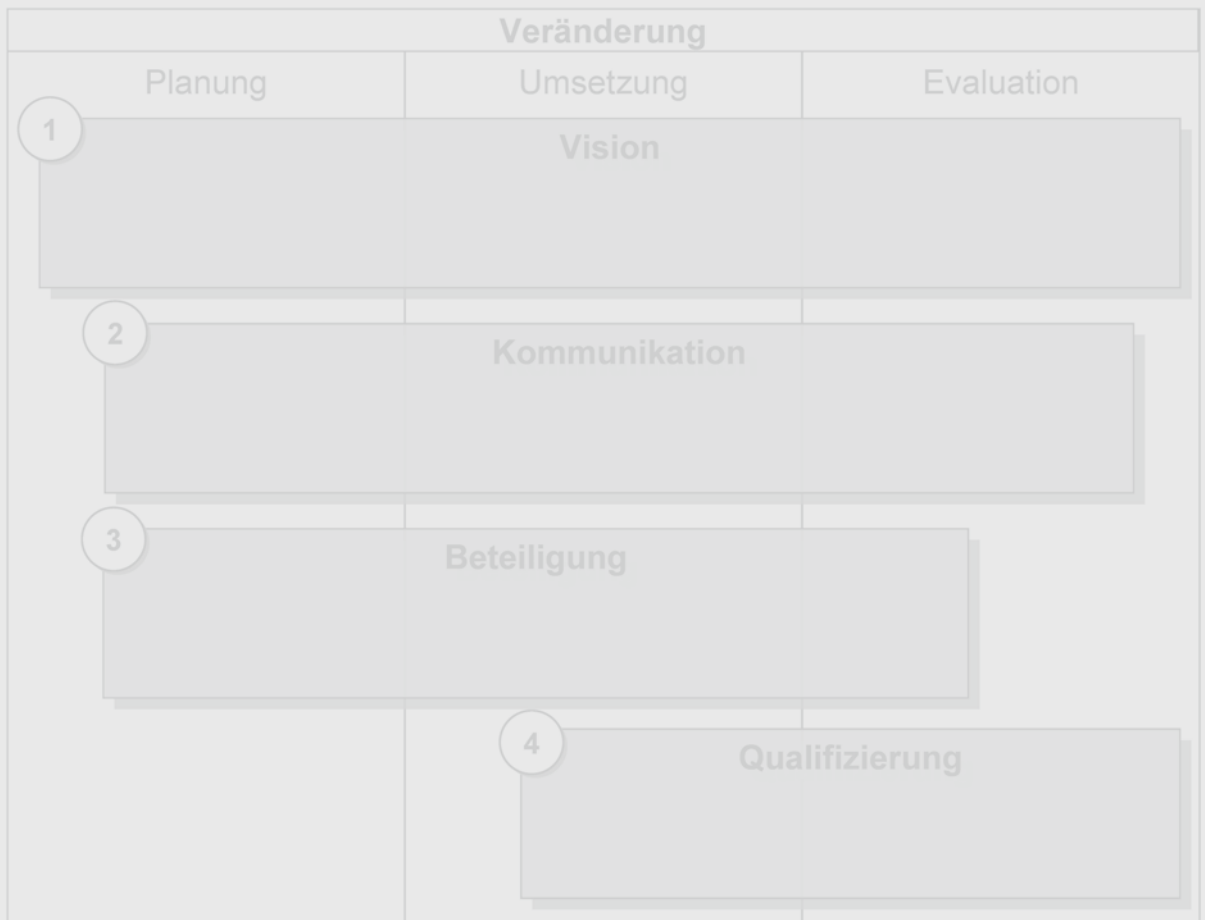 Veränderung
Planung Umsetzung Evaluation
1
Vision
2
Kommunikation
3
Beteiligung
4
Qualifizierung